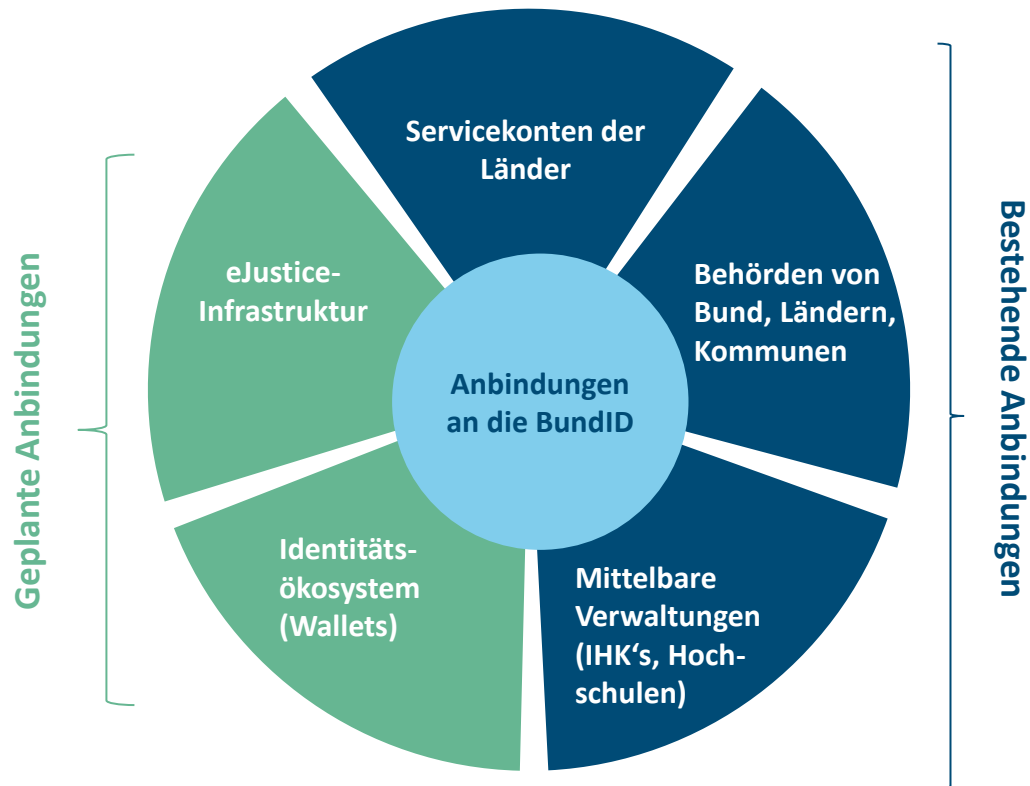 Servicekonten der
Länder
eJustice-
Infrastruktur
Behörden von
Bund, Ländern,
Kommunen
Anbindungen
an die BundID
Identitäts-
ökosystem
(Wallets)
Mittelbare
Verwaltungen
(IHK‘s, Hoch-
schulen)
Geplante Anbindungen
Bestehende Anbindungen